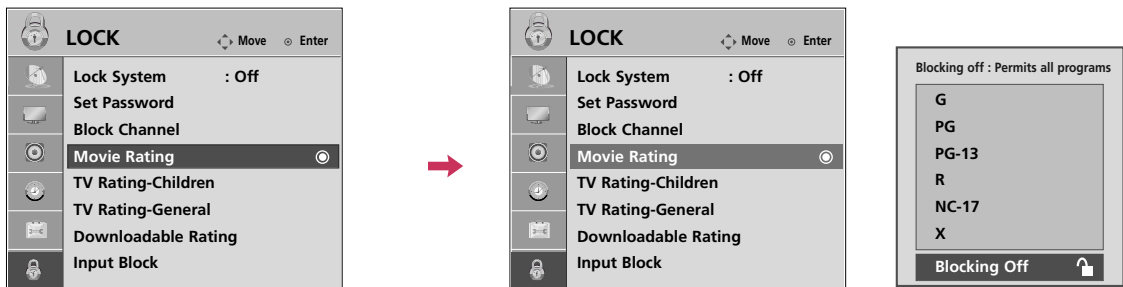 LOCK Move Enter
Lock System : Off
Set Password
Block Channel
Movie Rating
TV Rating-Children
TV Rating-General
Downloadable Rating
Input Block
LOCK Move Enter
Lock System : Off
Set Password
Block Channel
Movie Rating
TV Rating-Children
TV Rating-General
Downloadable Rating
Input Block
Blocking off : Permits all programs
G
PG
PG-13
R
NC-17
X
Blocking Off